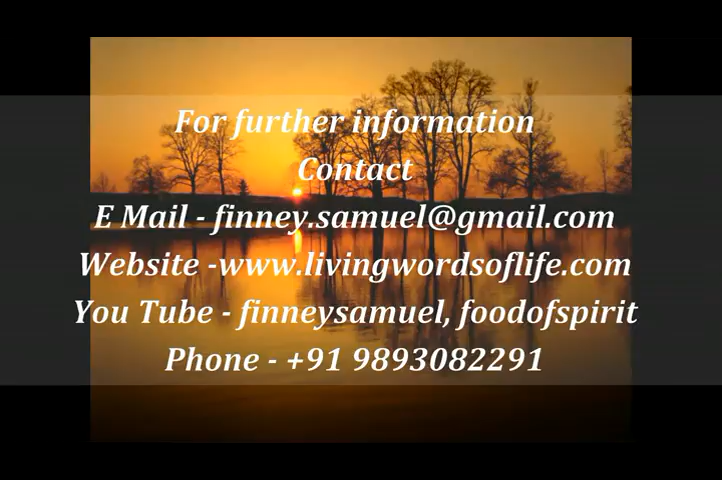 For further information
Contact
E Mail - finney.samuel@gmail.com
Website -www.livingwordsoflife.com
You Tube - finneysamuel, foodofspirit
Phone - +91 9893082291